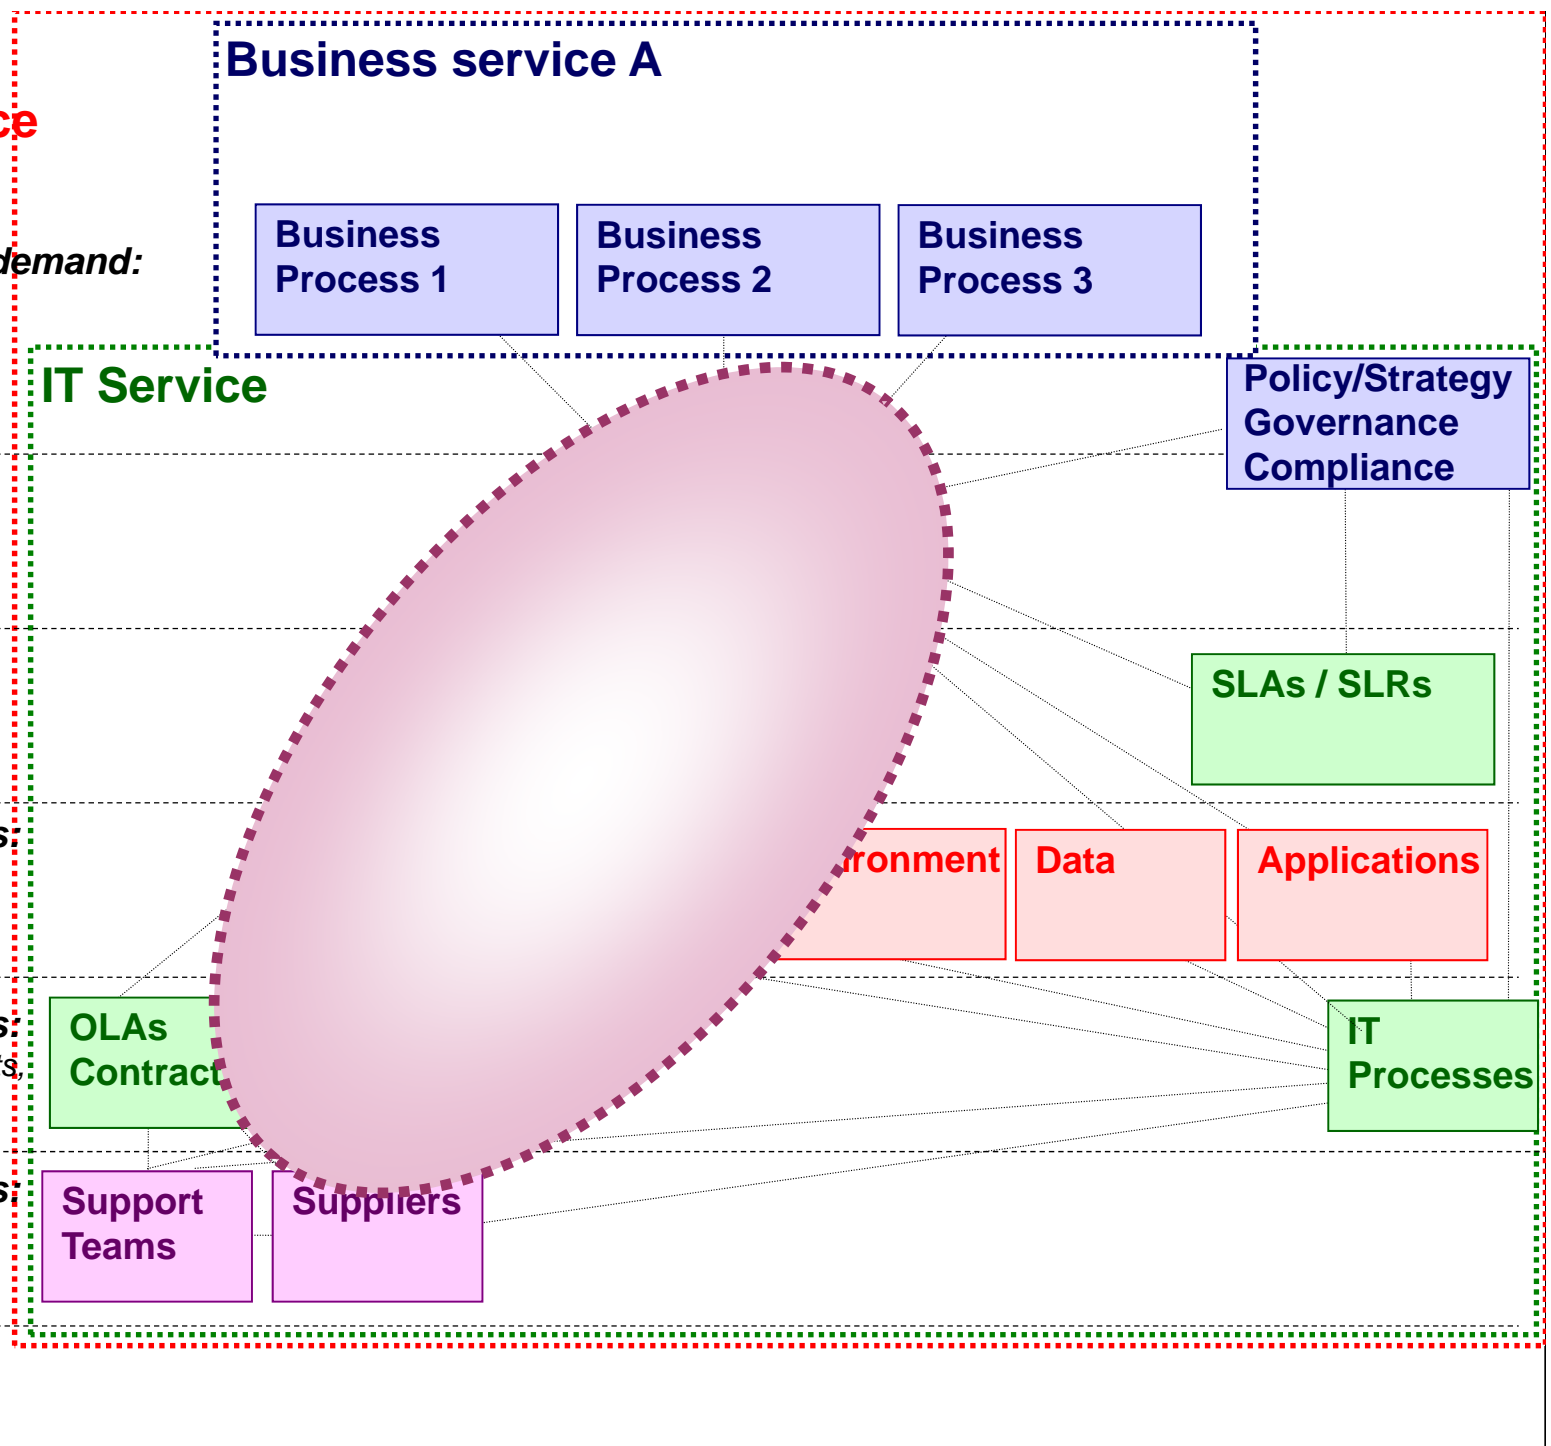 Business service A
ce
Business
Process 1
Business
Process 2
Business
Process 3
demand:
IT Service
Policy/Strategy
Governance
Compliance
SLAs / SLRs
s:
ironment
Data
Applications
s:
ts,
OLAs
Contract
IT
Processes
s:
Support
Teams
Suppliers